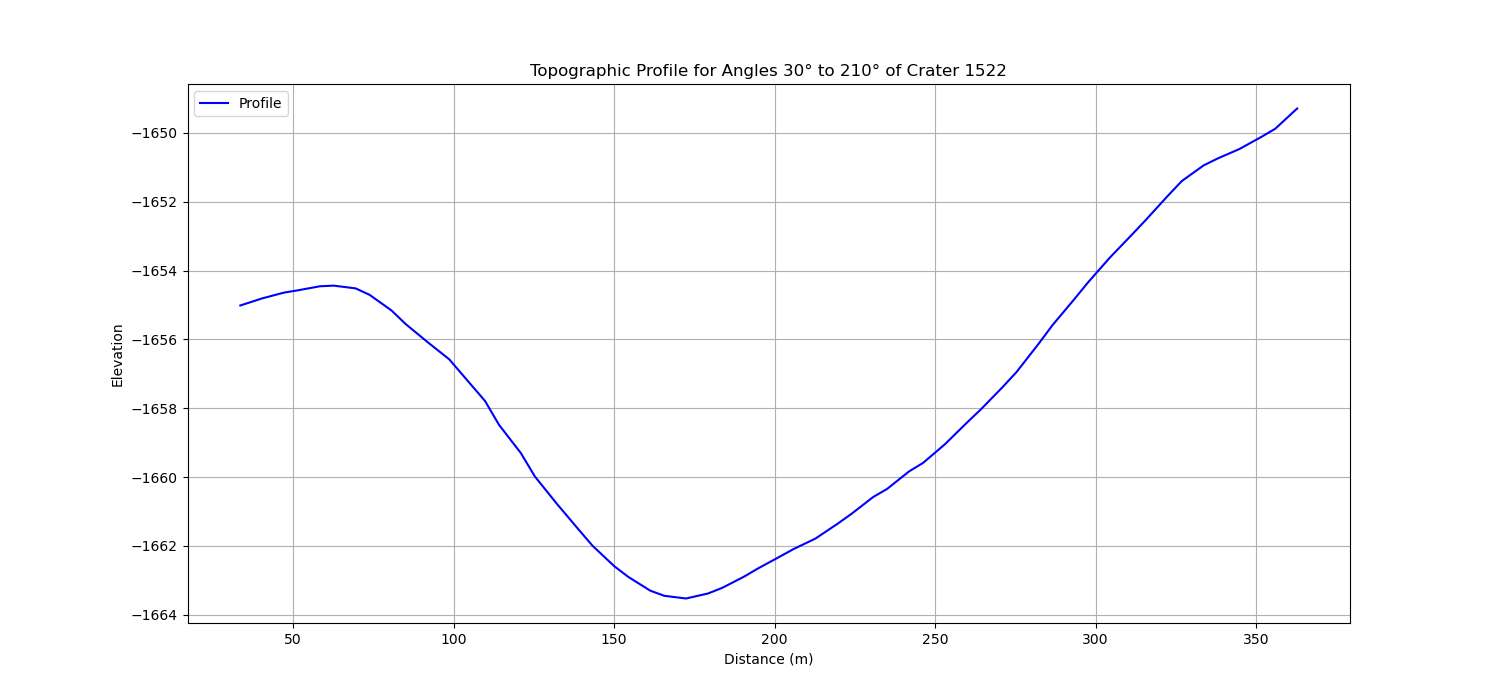 Topographic Profile for Angles 30° to 210° of Crater 1522
Profile
−1650
−1652
−1654
−1656
−1658
−1660
−1662
−1664
Elevation
50 100 150 200 250 300 350
Distance (m)